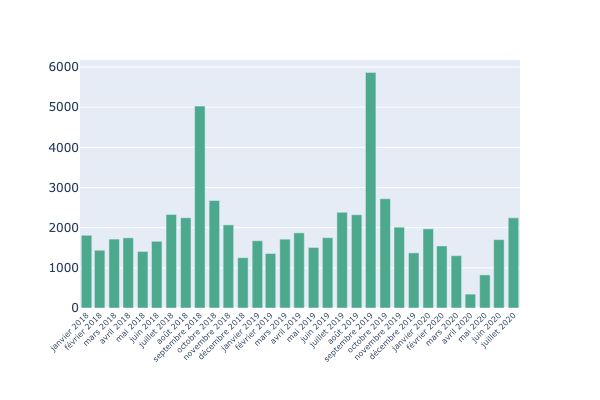 6000
5000
4000
3000
2000
1000
0
janvier 2018
février 2018
mars 2018
avril 2018
mai 2018
juin 2018
juillet 2018
août 2018
septembre 2018
octobre 2018
novembre 2018
décembre 2018
janvier 2019
février 2019
mars 2019
avril 2019
mai 2019
juin 2019
juillet 2019
août 2019
septembre 2019
octobre 2019
novembre 2019
décembre 2019
janvier 2020
février 2020
mars 2020
avril 2020
mai 2020
juin 2020
juillet 2020